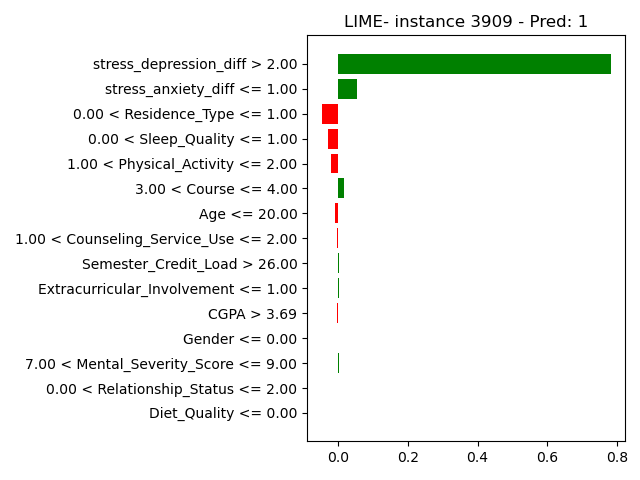 LIME- instance 3909 - Pred: 1
stress_depression_diff > 2.00
stress_anxiety_diff <= 1.00
0.00 < Residence_Type <= 1.00
0.00 < Sleep_Quality <= 1.00
1.00 < Physical_Activity <= 2.00
3.00 < Course <= 4.00
Age <= 20.00
1.00 < Counseling_Service_Use <= 2.00
Semester_Credit_Load > 26.00
Extracurricular_Involvement <= 1.00
CGPA > 3.69
Gender <= 0.00
7.00 < Mental_Severity_Score <= 9.00
0.00 < Relationship_Status <= 2.00
Diet_Quality <= 0.00
0.0 0.2 0.4 0.6 0.8